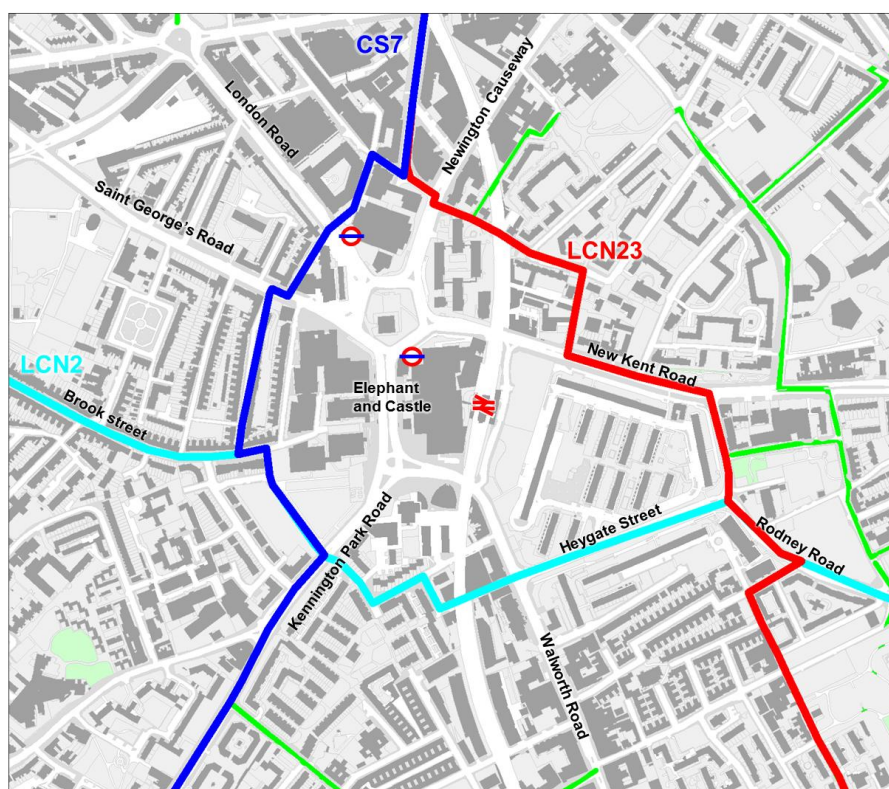 CS7
Newington Causeway
London Road
Saint George's Road
LCN23
LCN2
Brook street
New Kent Road
Elephant
and Castle
Heygate Street
Rodney Road
Kennington Park Road
Walworth Road